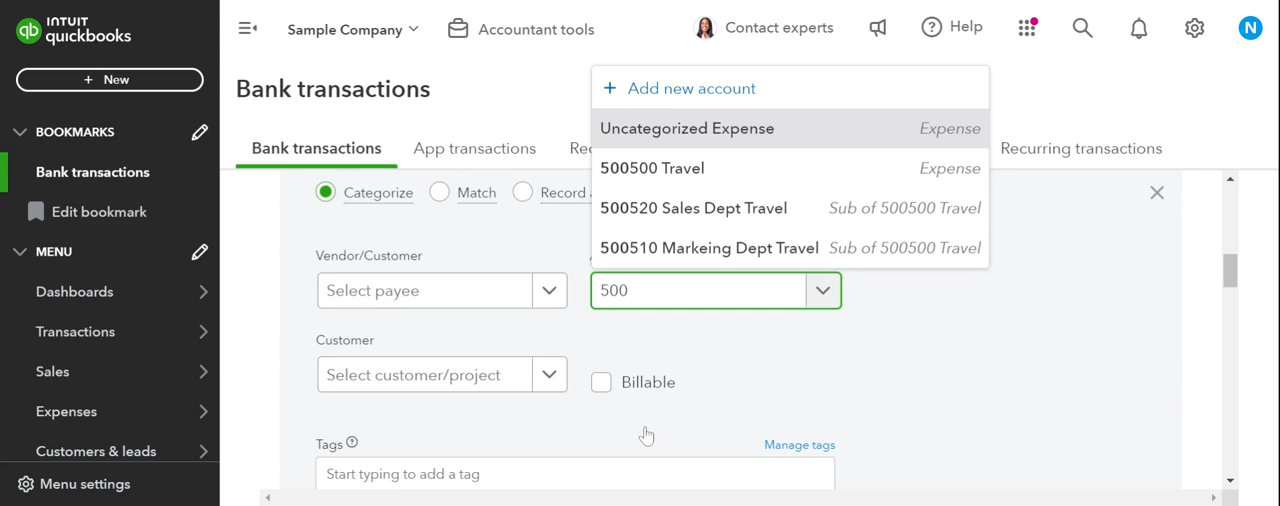 INTUIT
quickbooks
Sample Company
Accountant tools
Contact experts
Help
N
+ New
Bank transactions
BOOKMARKS
Bank transactions
Edit bookmark
MENU
Dashboards
Transactions
Sales
Expenses
Customers & leads
Menu settings
Bank transactions
App transactions
Recurring transactions
Categorize
Match
Record
+ Add new account
Uncategorized Expense Expense
500500 Travel Expense
500520 Sales Dept Travel Sub of 500500 Travel
500510 Markeing Dept Travel Sub of 500500 Travel
Vendor/Customer
Select payee
500
Customer
Select customer/project
Billable
Tags
Manage tags
Start typing to add a tag